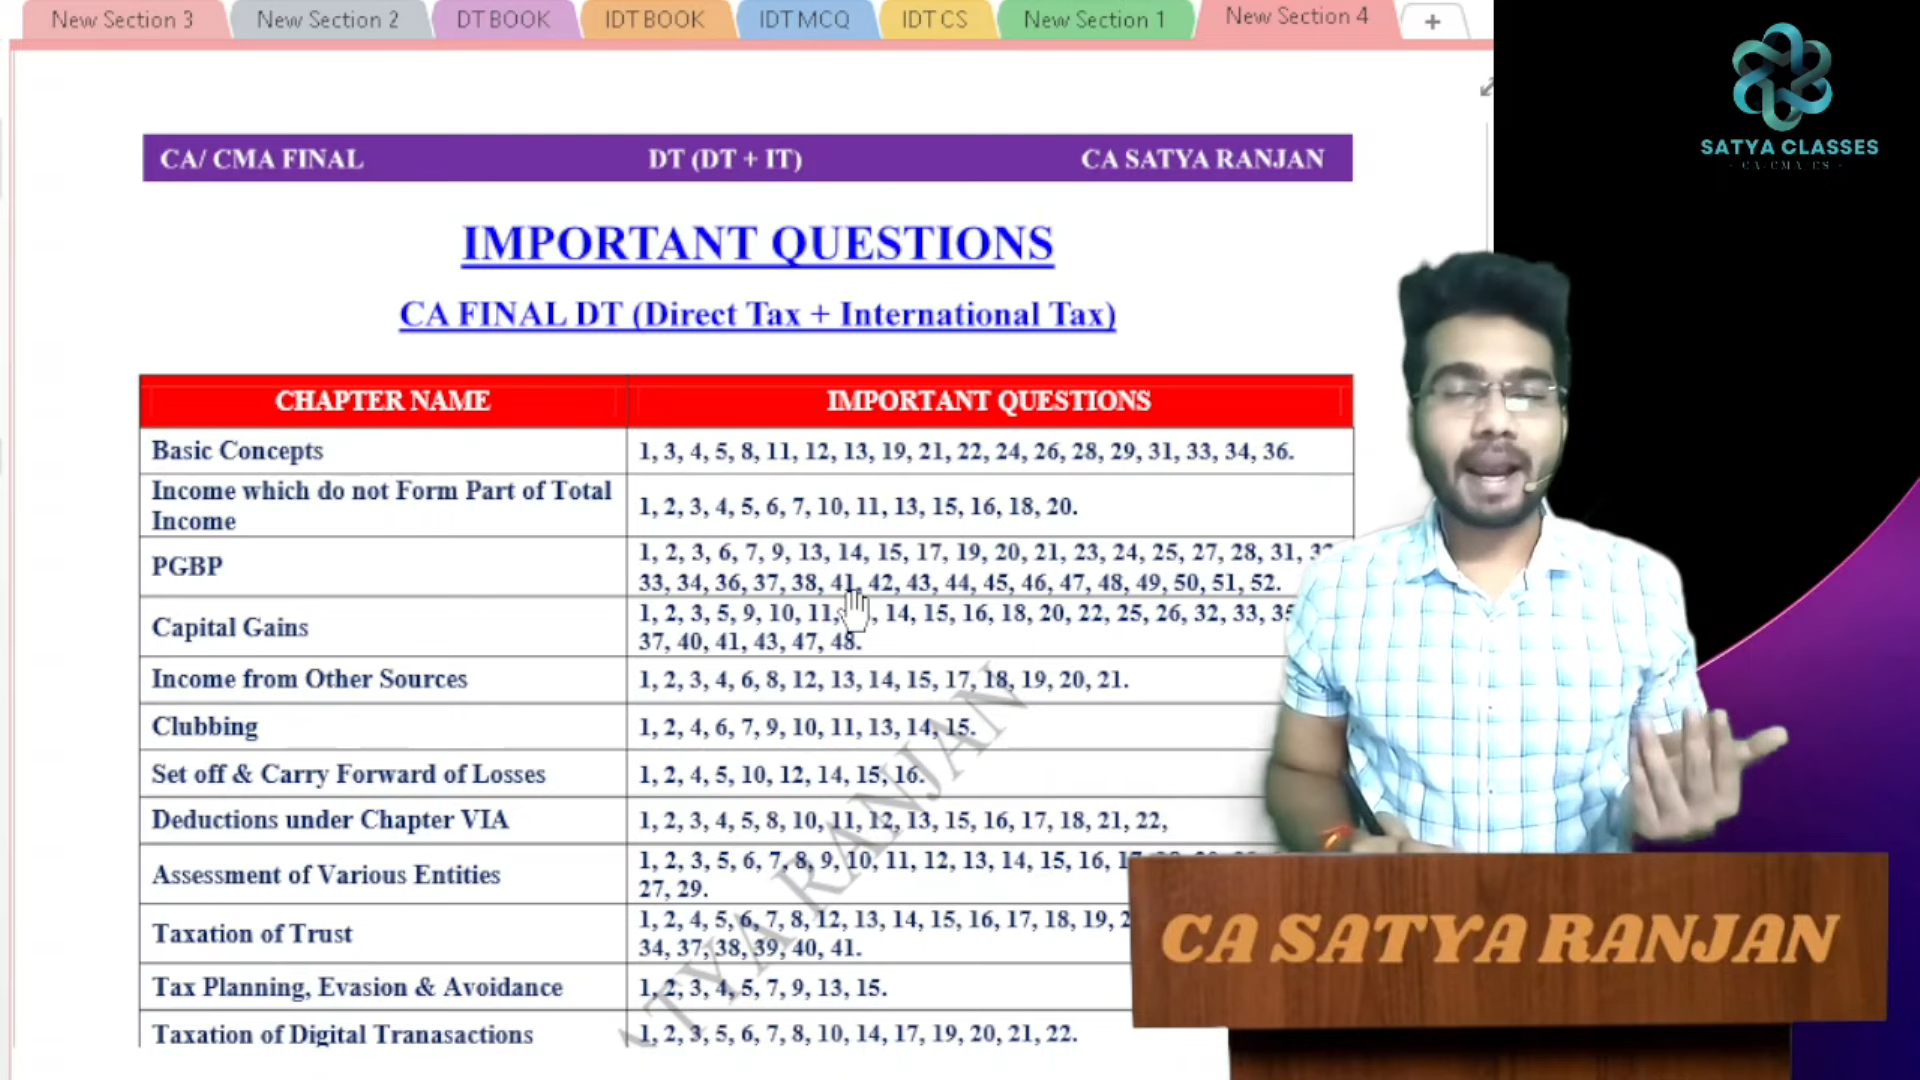 New Section 3
New Section 2
DT BOOK
IDT BOOK
IDT MCQ
IDT CS
New Section 1
New Section 4
+
SATYA CLASSES
- CA-CMA-CS -
CA/ CMA FINAL
DT (DT + IT)
CA SATYA RANJAN
IMPORTANT QUESTIONS
CA FINAL DT (Direct Tax + International Tax)
CHAPTER NAME
IMPORTANT QUESTIONS
Basic Concepts
1, 3, 4, 5, 8, 11, 12, 13, 19, 21, 22, 24, 26, 28, 29, 31, 33, 34, 36.
Income which do not Form Part of Total
Income
1, 2, 3, 4, 5, 6, 7, 10, 11, 13, 15, 16, 18, 20.
PGBP
1, 2, 3, 6, 7, 9, 13, 14, 15, 17, 19, 20, 21, 23, 24, 25, 27, 28, 31,
33, 34, 36, 37, 38, 41, 42, 43, 44, 45, 46, 47, 48, 49, 50, 51, 52.
Capital Gains
1, 2, 3, 5, 9, 10, 11, 14, 15, 16, 18, 20, 22, 25, 26, 32, 33,
37, 40, 41, 43, 47, 48.
Income from Other Sources
1, 2, 3, 4, 6, 8, 12, 13, 14, 15, 17, 18, 19, 20, 21.
Clubbing
1, 2, 4, 6, 7, 9, 10, 11, 13, 14, 15.
Set off & Carry Forward of Losses
1, 2, 4, 5, 10, 12, 14, 15, 16.
Deductions under Chapter VIA
1, 2, 3, 4, 5, 8, 10, 11, 12, 13, 15, 16, 17, 18, 21, 22,
Assessment of Various Entities
1, 2, 3, 5, 6, 7, 8, 9, 10, 11, 12, 13, 14, 15, 16,
27, 29.
Taxation of Trust
1, 2, 4, 5, 6, 7, 8, 12, 13, 14, 15, 16, 17, 18, 19,
34, 37, 38, 39, 40, 41.
Tax Planning, Evasion & Avoidance
1, 2, 3, 4, 5, 7, 9, 13, 15.
Taxation of Digital Tranasactions
1, 2, 3, 5, 6, 7, 8, 10, 14, 17, 19, 20, 21, 22.
ATYA RANJAN
CA SATYA RANJAN